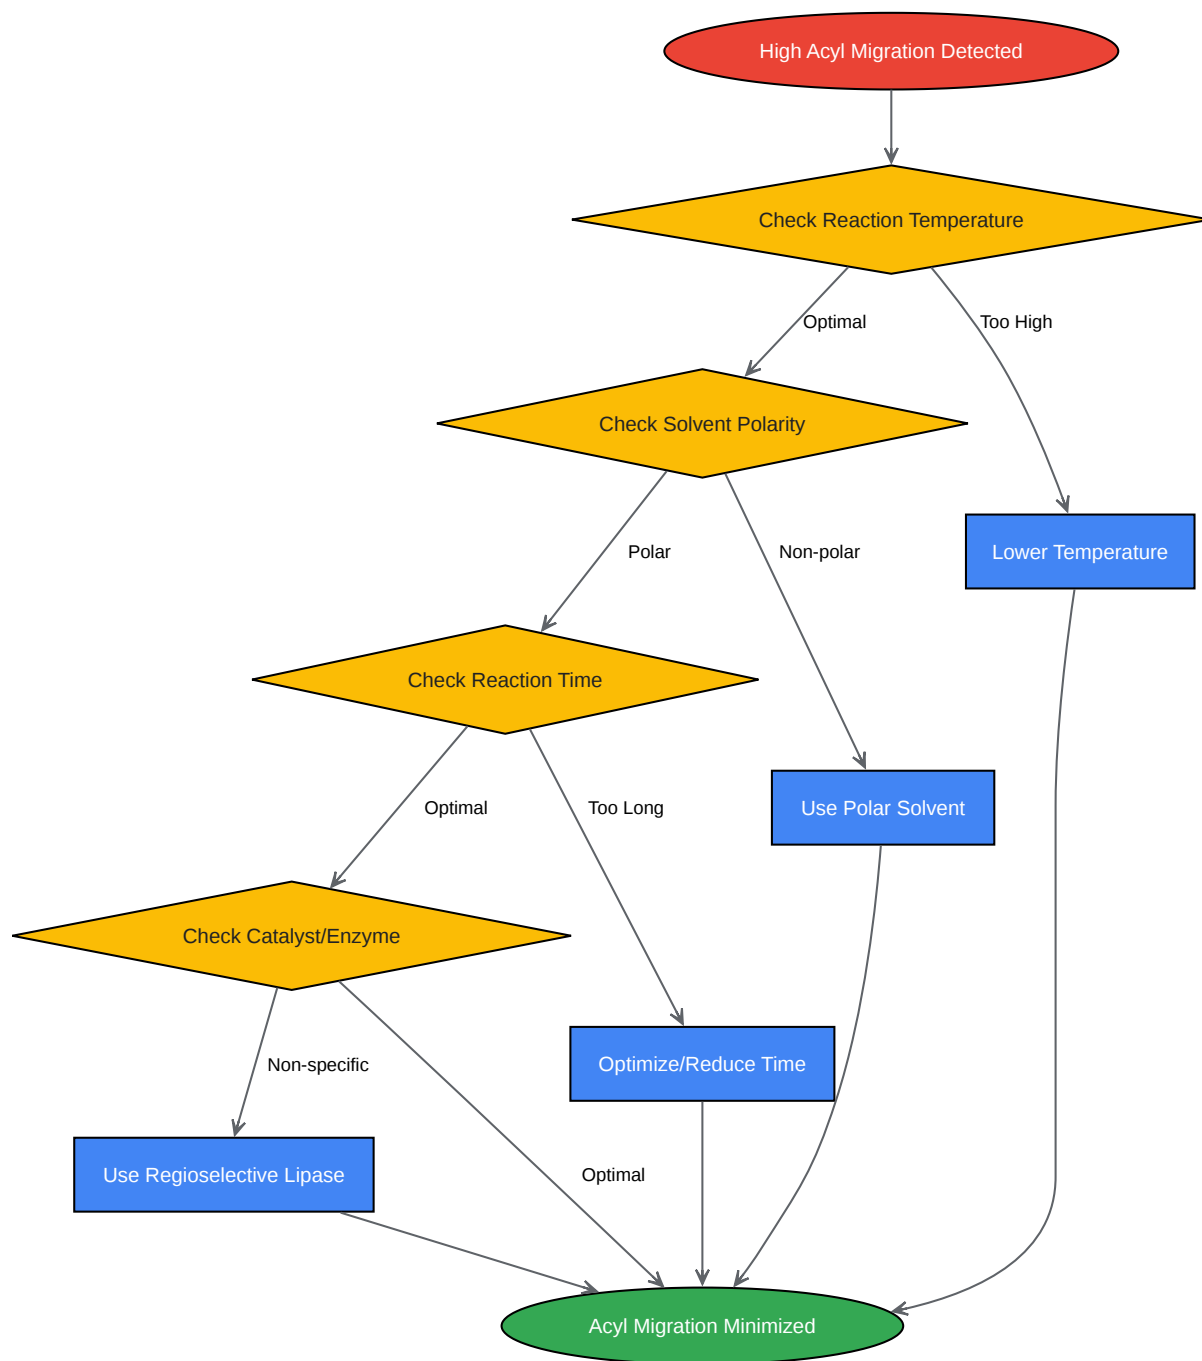 High Acyl Migration Detected
Check Reaction Temperature
Optimal
Too High
Check Solvent Polarity
Polar
Non-polar
Lower Temperature
Check Reaction Time
Optimal
Too Long
Use Polar Solvent
Check Catalyst/Enzyme
Non-specific
Optimize/Reduce Time
Use Regioselective Lipase
Optimal
Acyl Migration Minimized